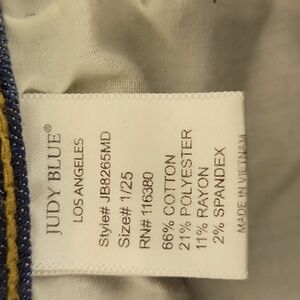 JUDY BLUE®
LOS ANGELES
Style# JB8265MD
Size# 1/25
RN# 116380
66% COTTON
21% POLYESTER
11% RAYON
2% SPANDEX
MADE IN VIETNAM